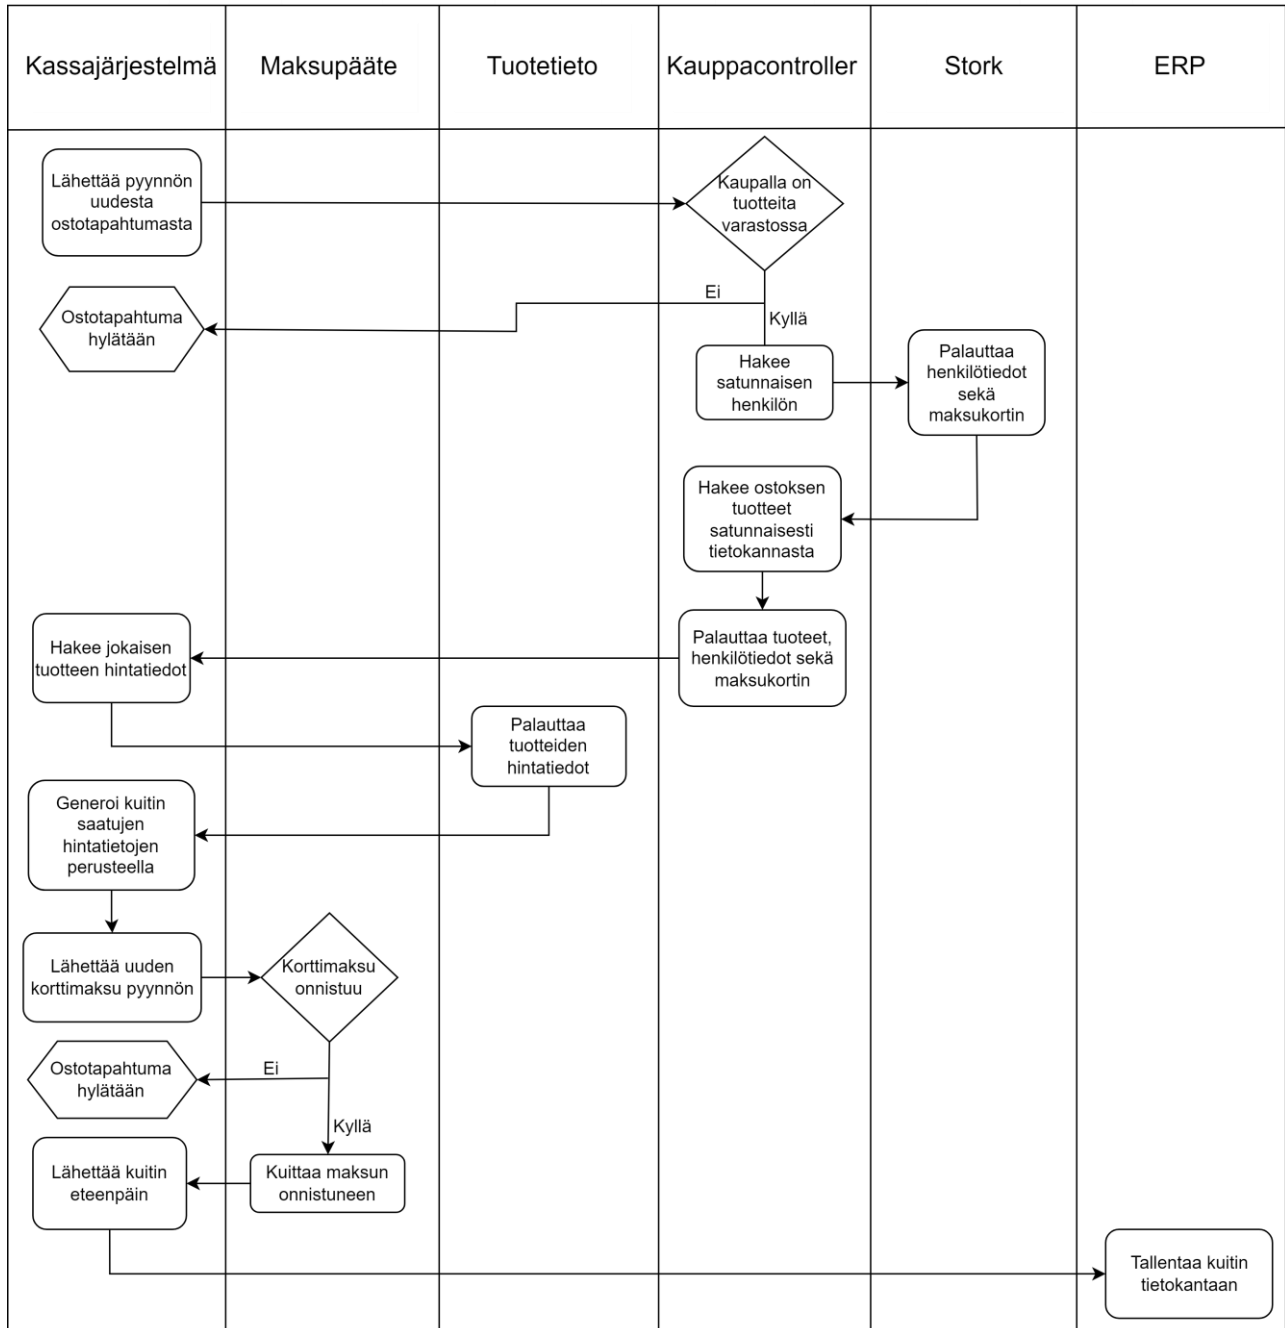 Kassajärjestelmä
Maksupääte
Tuotetieto
Kauppacontroller
Stork
ERP
Lähettää pyynnön
uudesta
ostotapahtumasta
Kaupalla on
tuotteita
varastossa
Ei
Ostotapahtuma
hylätään
Kyllä
Hakee
satunnaisen
henkilön
Palauttaa
henkilötiedot
sekä
maksukortin
Hakee ostoksen
tuotteet
satunnaisesti
tietokannasta
Palauttaa tuoteet,
henkilötiedot sekä
maksukortin
Hakee jokaisen
tuotteen hintatiedot
Palauttaa
tuotteiden
hintatiedot
Generoi kuitin
saatujen
hintatietojen
perusteella
Lähettää uuden
korttimaksu pyynnön
Korttimaksu
onnistuu
Ei
Ostotapahtuma
hylätään
Kyllä
Kuittaa maksun
onnistuneen
Lähettää kuitin
eteenpäin
Tallentaa kuitin
tietokantaan